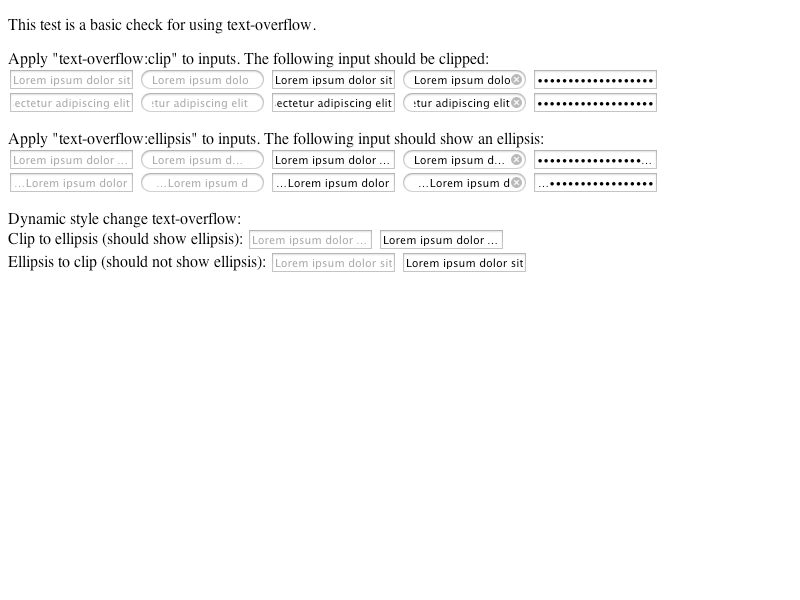 This test is a basic check for using text-overflow.
Apply "text-overflow:clip" to inputs. The following input should be clipped:
Lorem ipsum dolor sit Lorem ipsum dolo Lorem ipsum dolor sit Lorem ipsum dolo ••••••••••••••••••
ectetur adipiscing elit tur adipiscing elit ectetur adipiscing elit tur adipiscing elit ••••••••••••••••••
Apply "text-overflow:ellipsis" to inputs. The following input should show an ellipsis:
Lorem ipsum dolor ... Lorem ipsum d... Lorem ipsum dolor ... Lorem ipsum d... ••••••••••••••••...
...Lorem ipsum dolor ...Lorem ipsum d ...Lorem ipsum dolor ...Lorem ipsum d ...••••••••••••••••
Dynamic style change text-overflow:
Clip to ellipsis (should show ellipsis): Lorem ipsum dolor ... Lorem ipsum dolor ...
Ellipsis to clip (should not show ellipsis): Lorem ipsum dolor sit Lorem ipsum dolor sit